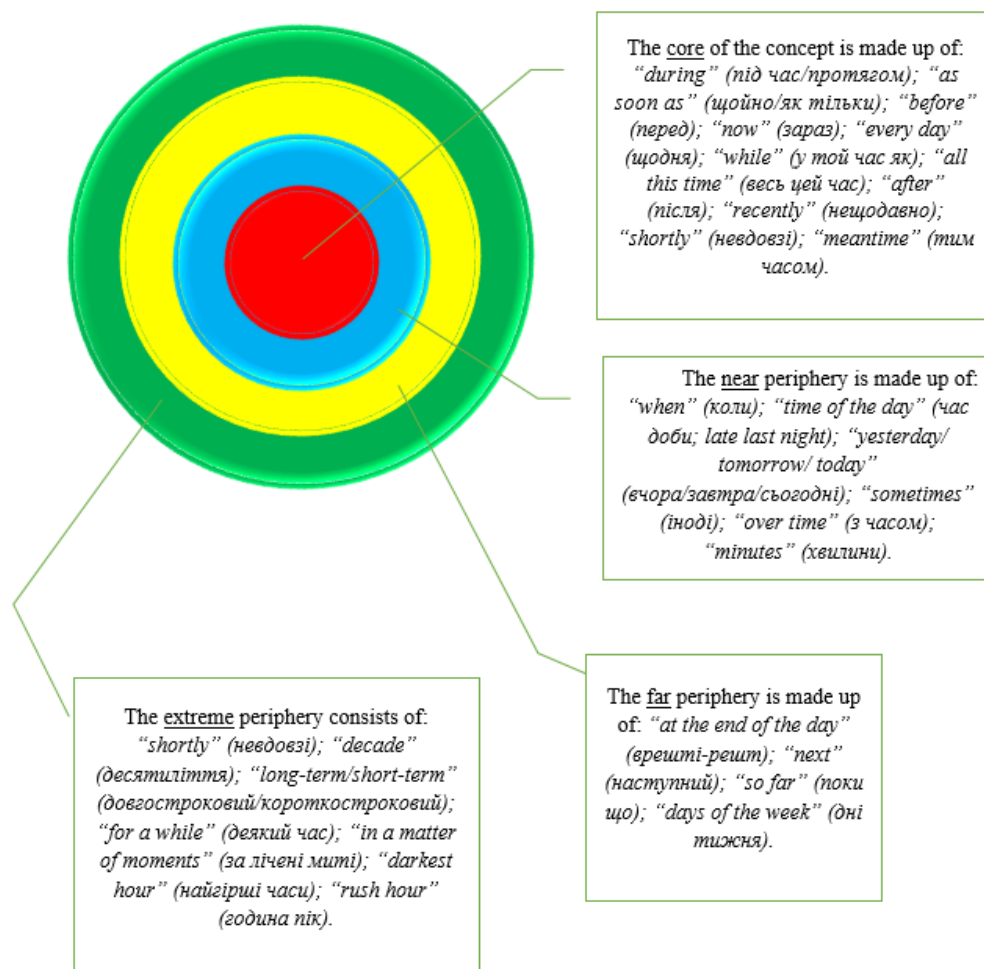 The core of the concept is made up of:
“during” (під час/протягом); “as
soon as” (щойно/як тільки); “before”
(перед); “now” (зараз); “every day”
(щодня); “while” (у той час як); “all
this time” (весь цей час); “after”
(після); “recently” (нещодавно);
“shortly” (невдовзі); “meantime” (тим
часом).
The near periphery is made up of:
“when” (коли); “time of the day” (час
доби; late last night); “yesterday/
tomorrow/ today”
(вчора/завтра/сьогодні); “sometimes”
(іноді); “over time” (з часом);
“minutes” (хвилини).
The far periphery is made up
of: “at the end of the day”
(врешті-решт); “next”
(наступний); “so far” (поки
що); “days of the week” (дні
тижня).
The extreme periphery consists of:
“shortly” (невдовзі); “decade”
(десятиліття); “long-term/short-term”
(довгостроковий/короткостроковий);
“for a while” (деякий час); “in a matter
of moments” (за лічені миті); “darkest
hour” (найгірші часи); “rush hour”
(година пік).